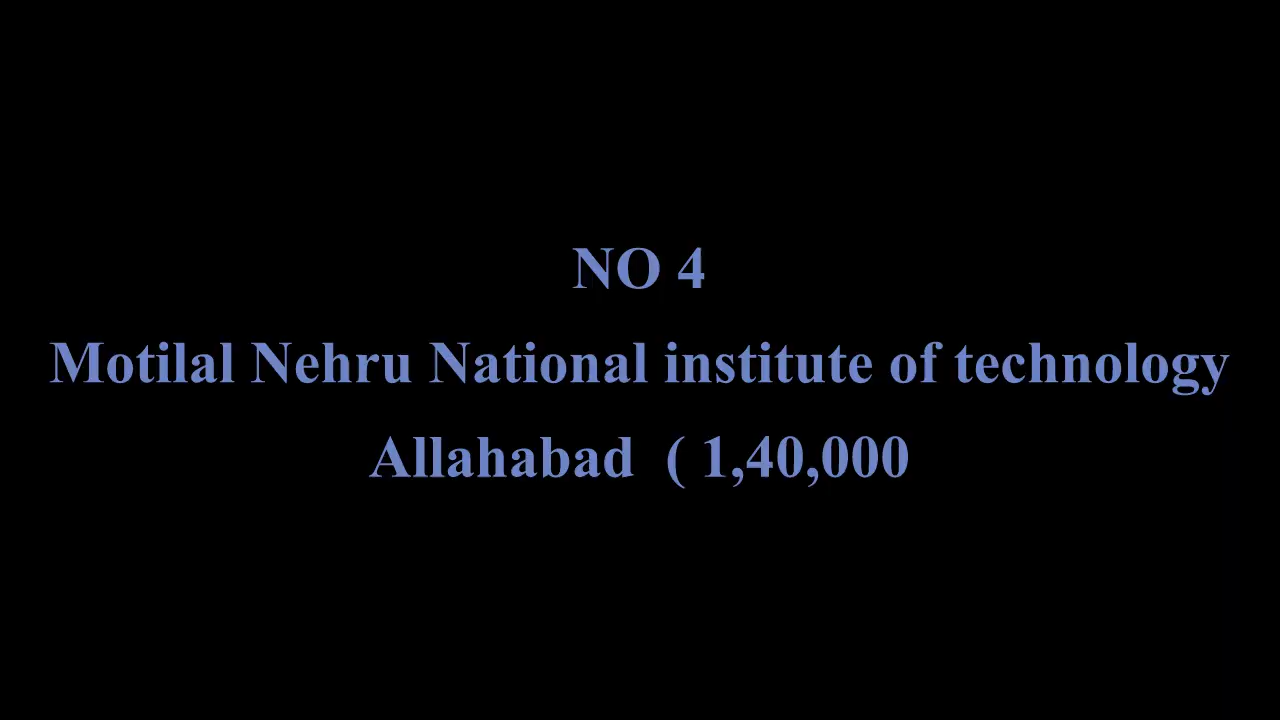 NO 4
Motilal Nehru National institute of technology
Allahabad ( 1,40,000